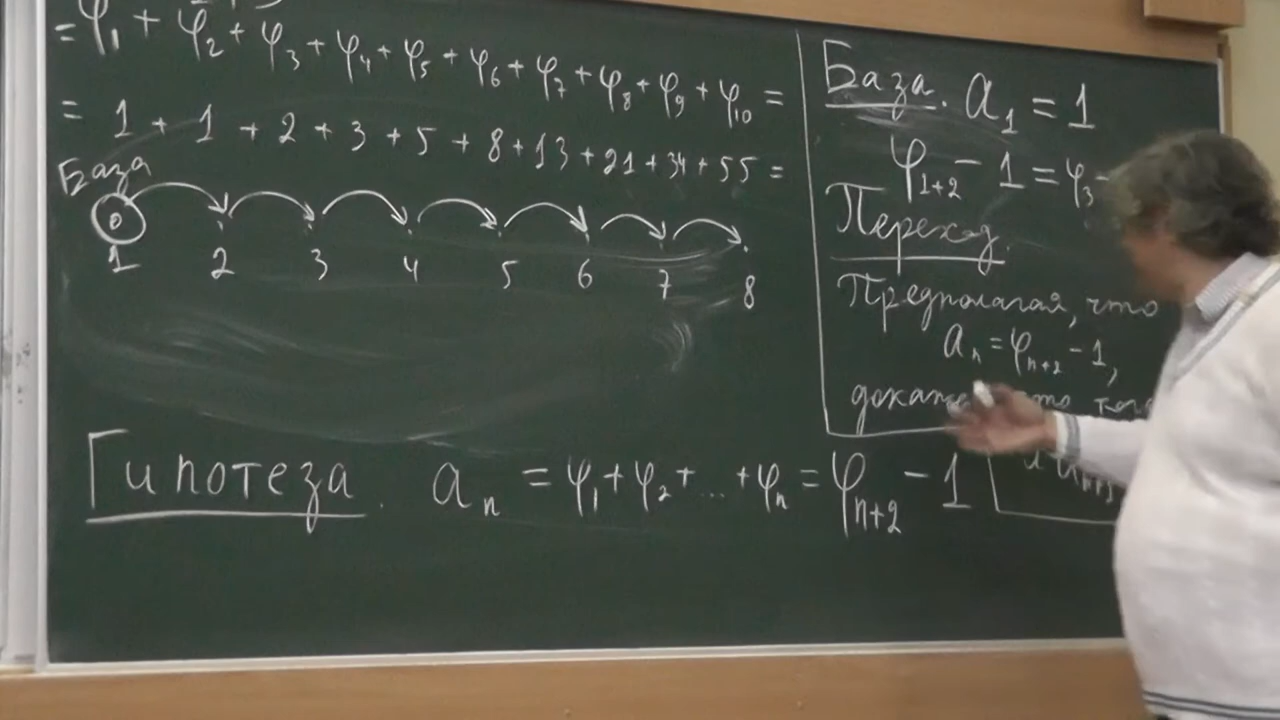 = φ₁ + φ₂ + φ₃ + φ₄ + φ₅ + φ₆ + φ₇ + φ₈ + φ₉ + φ₁₀ =
= 1 + 1 + 2 + 3 + 5 + 8 + 13 + 21 + 34 + 55 =
База
1 2 3 4 5 6 7 8
Гипотеза. aₙ = φ₁ + φ₂ + ... + φₙ = φₙ₊₂ - 1
База. a₁ = 1
φ₁₊₂ - 1 = φ₃ -
Переход.
Предполагая, что
aₙ = φₙ₊₂ - 1,